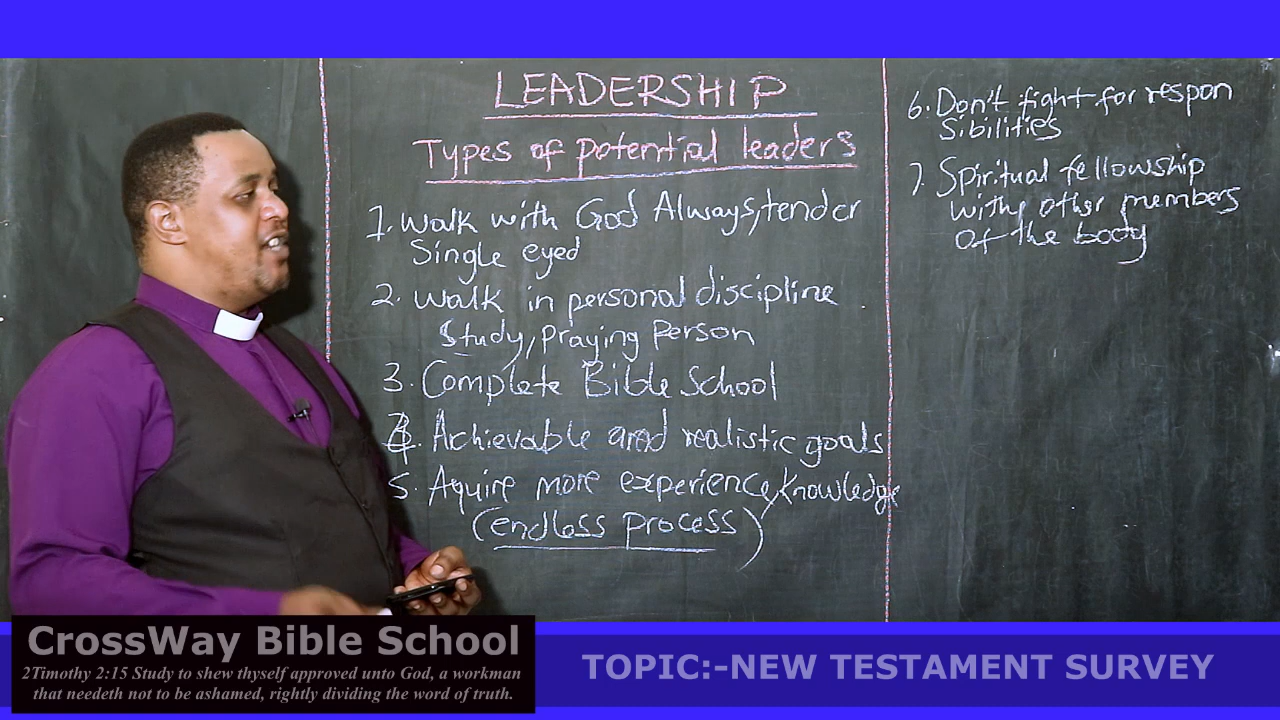 LEADERSHIP
Types of potential leaders
1. Walk with God Always, tender
Single eyed
2. Walk in personal discipline
Study, praying Person
3. Complete Bible School
4. Achievable and realistic goals
5. Aquire more experience, knowledge
(endless process)
6. Don't fight for respon
sibilities
7. Spiritual fellowship
with other members
of the body
CrossWay Bible School
2Timothy 2:15 Study to shew thyself approved unto God, a workman
that needeth not to be ashamed, rightly dividing the word of truth.
TOPIC:-NEW TESTAMENT SURVEY